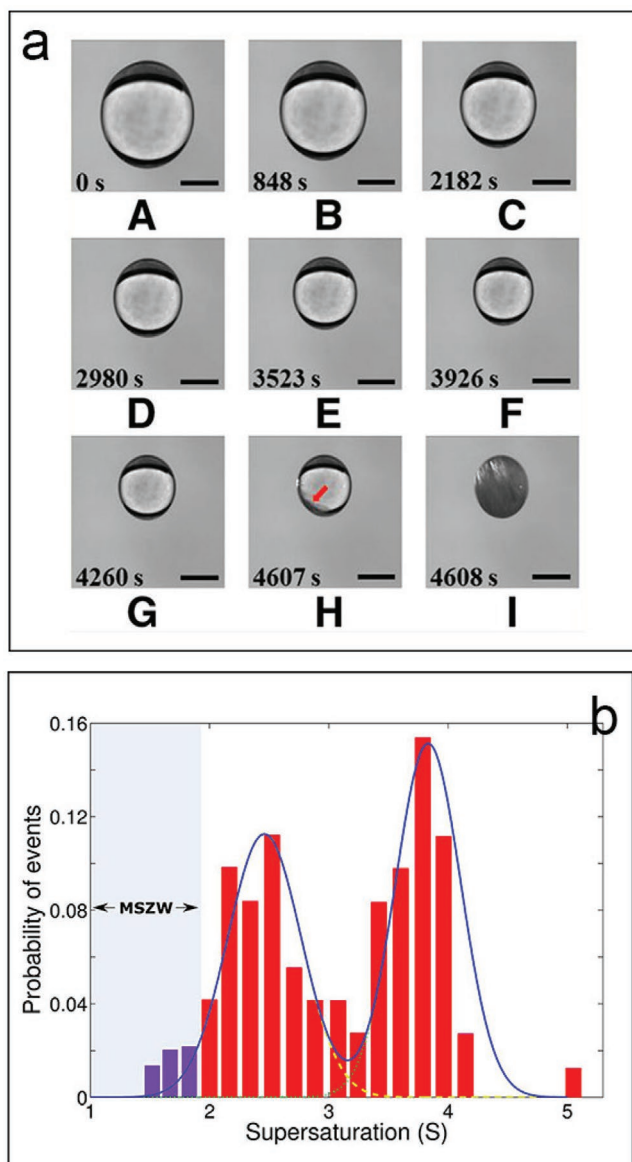 a
0 s 848 s 2182 s
A B C
2980 s 3523 s 3926 s
D E F
4260 s 4607 s 4608 s
G H I
b
0.16
0.12
0.08
0.04
0
MSZW
Probability of events
1 2 3 4 5
Supersaturation (S)